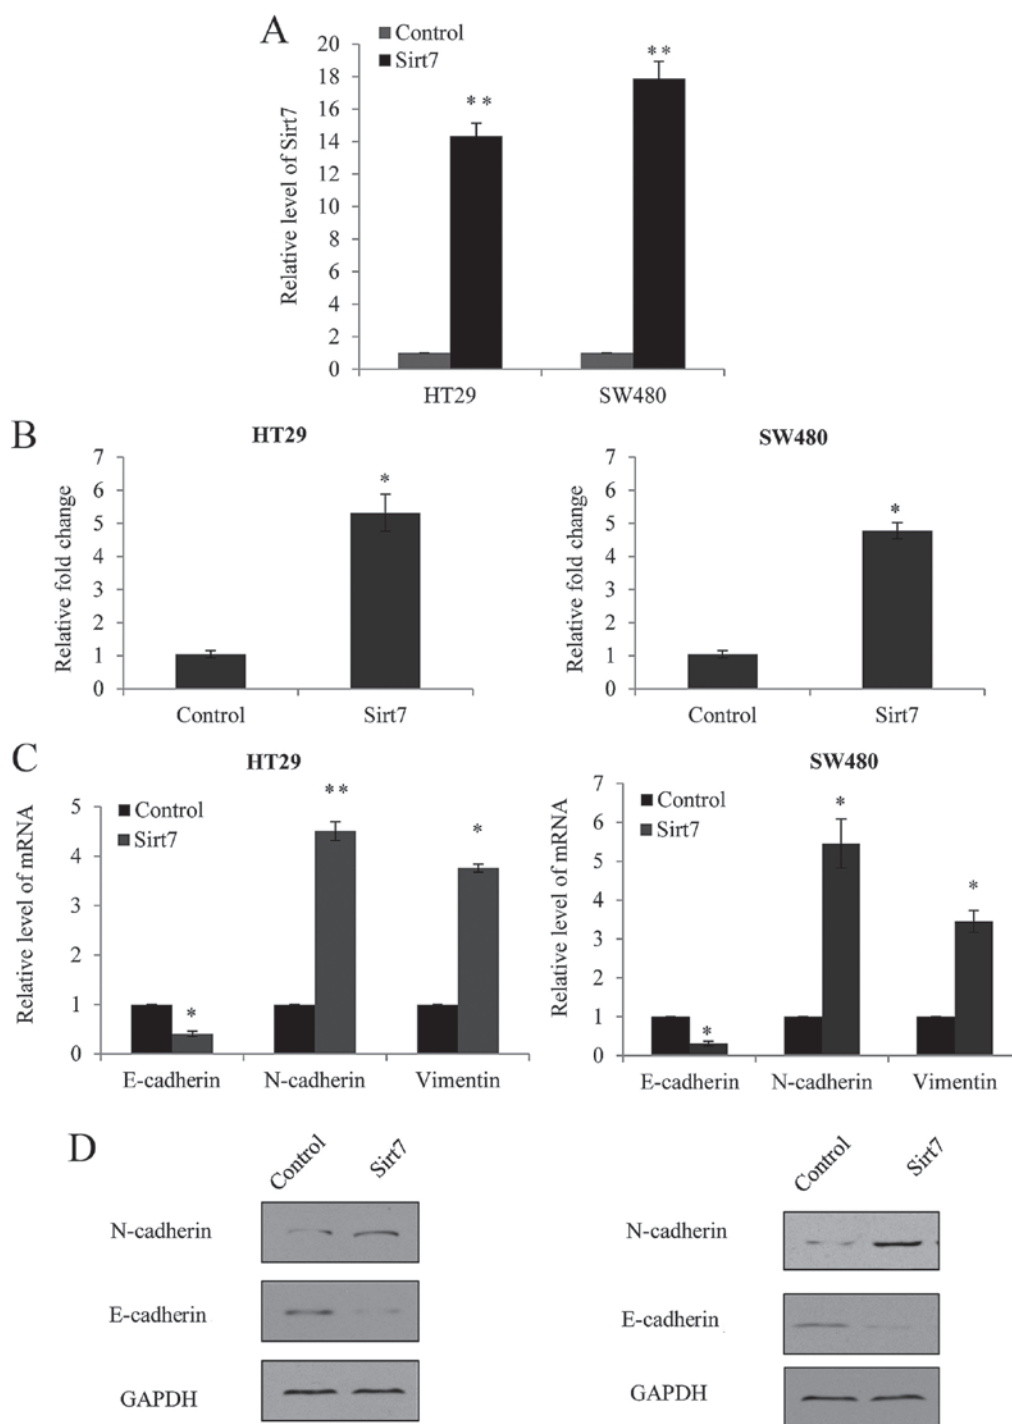 A
Control
Sirt7
Relative level of Sirt7
20
18
16
14
12
10
8
6
4
2
0
**
**
HT29
SW480
B
HT29
Relative fold change
7
6
5
4
3
2
1
0
*
Control
Sirt7
SW480
Relative fold change
7
6
5
4
3
2
1
0
*
Control
Sirt7
C
HT29
Relative level of mRNA
5
4
3
2
1
0
Control
Sirt7
*
**
*
E-cadherin
N-cadherin
Vimentin
SW480
Relative level of mRNA
7
6
5
4
3
2
1
0
Control
Sirt7
*
*
*
E-cadherin
N-cadherin
Vimentin
D
Control
Sirt7
N-cadherin
E-cadherin
GAPDH
Control
Sirt7
N-cadherin
E-cadherin
GAPDH